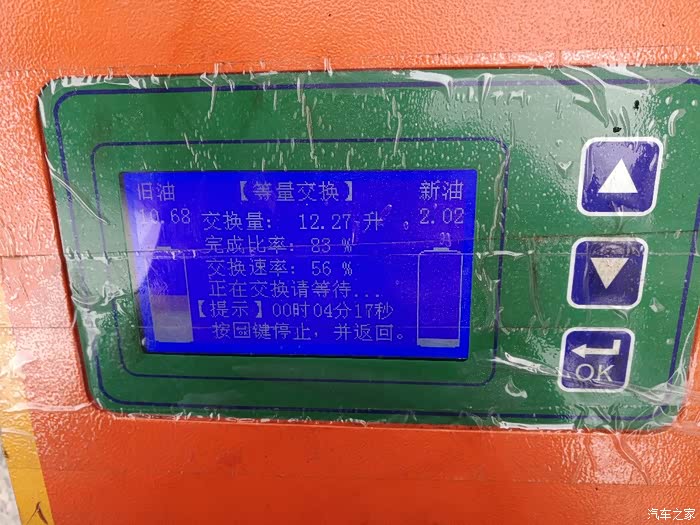 旧油 【等量交换】 新油
10.68 交换量: 12.27 升 2.02
完成比率: 83 %
交换速率: 56 %
正在交换请等待...
【提示】00时04分17秒
按回键停止,并返回。
OK
汽车之家